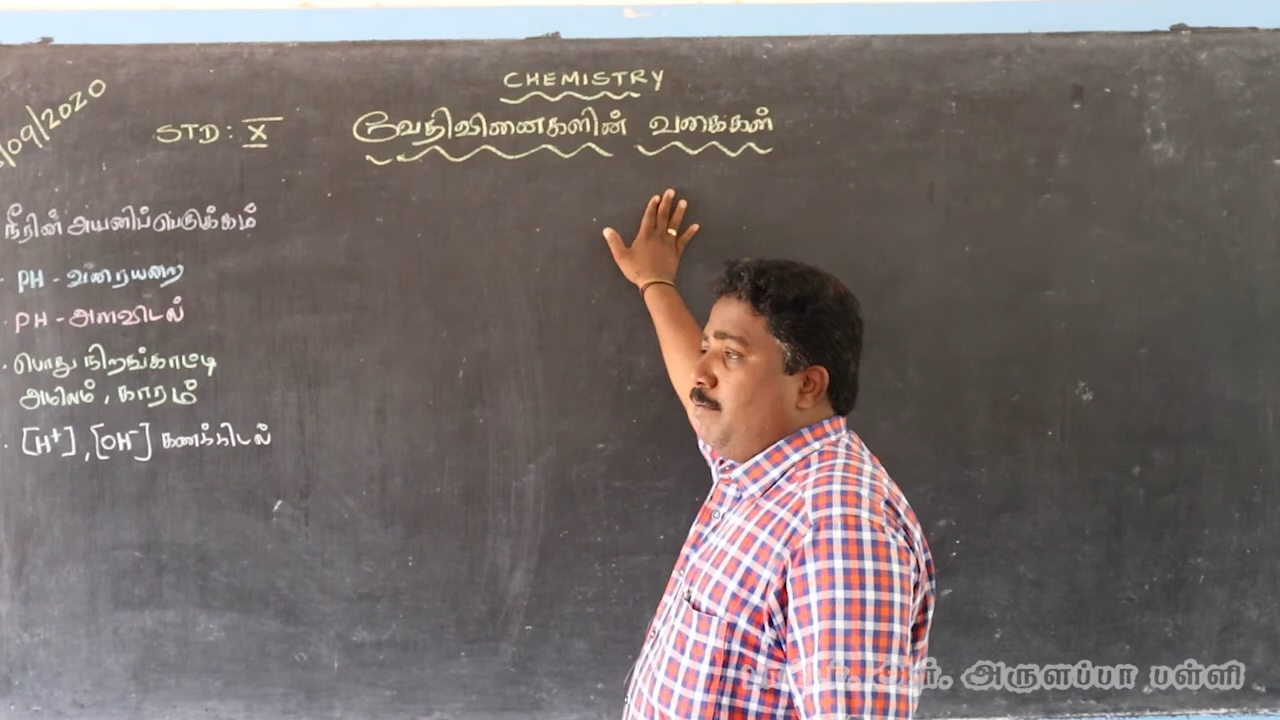 CHEMISTRY
/09/2020
STD : X
வேதிவினைகளின் வகைகள்
நீரின் அயனிப்பெருக்கம்
· PH - வரையறை
· PH - அளவிடல்
· பொது நிறங்காட்டி
அமிலம் , காரம்
· [H⁺] , [OH⁻] கணக்கிடல்
ஆர். அருளப்பா பள்ளி